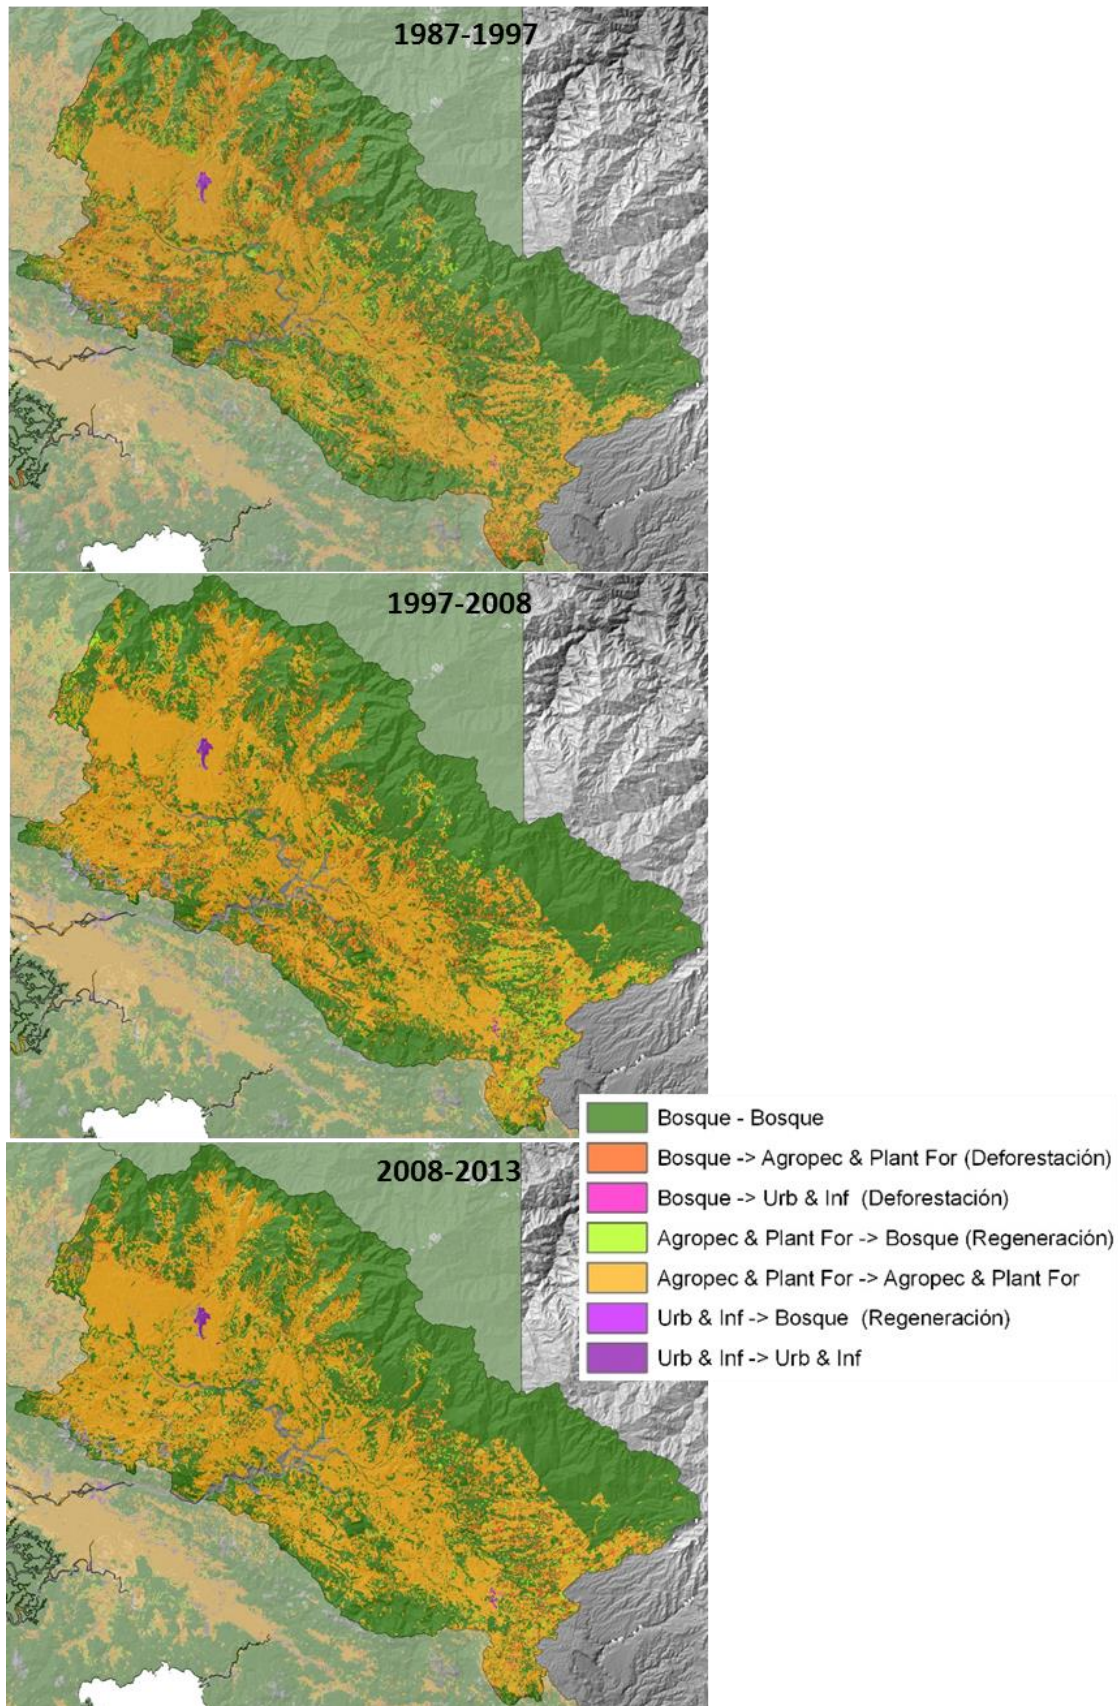 1987-1997
1997-2008
Bosque - Bosque
Bosque -> Agropec & Plant For (Deforestación)
Bosque -> Urb & Inf (Deforestación)
Agropec & Plant For -> Bosque (Regeneración)
Agropec & Plant For -> Agropec & Plant For
Urb & Inf -> Bosque (Regeneración)
Urb & Inf -> Urb & Inf
2008-2013